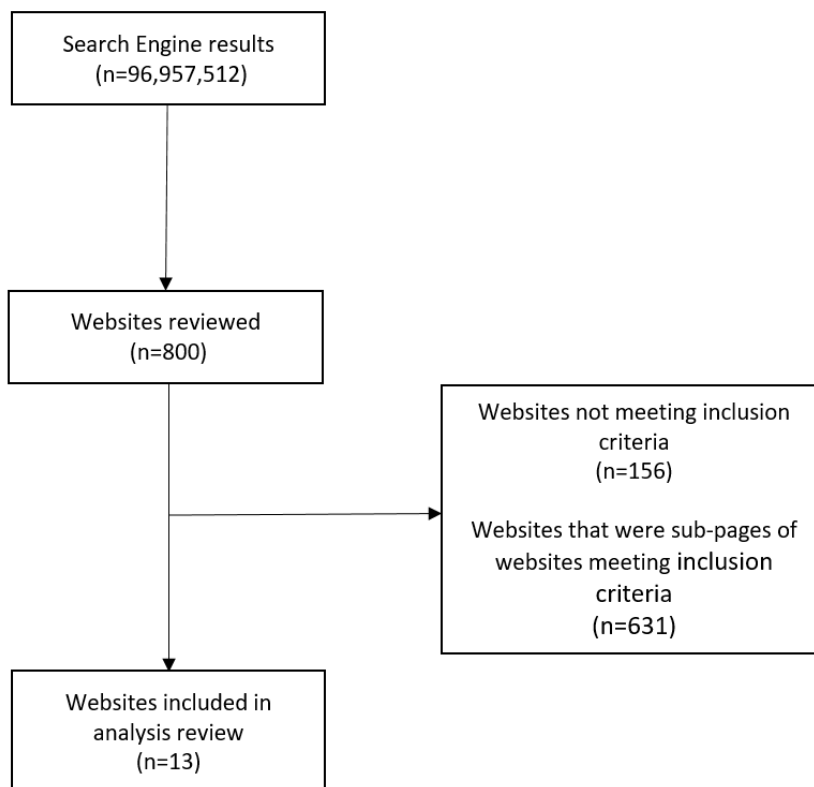 Search Engine results
(n=96,957,512)
Websites reviewed
(n=800)
Websites not meeting inclusion
criteria
(n=156)
Websites that were sub-pages of
websites meeting inclusion
criteria
(n=631)
Websites included in
analysis review
(n=13)